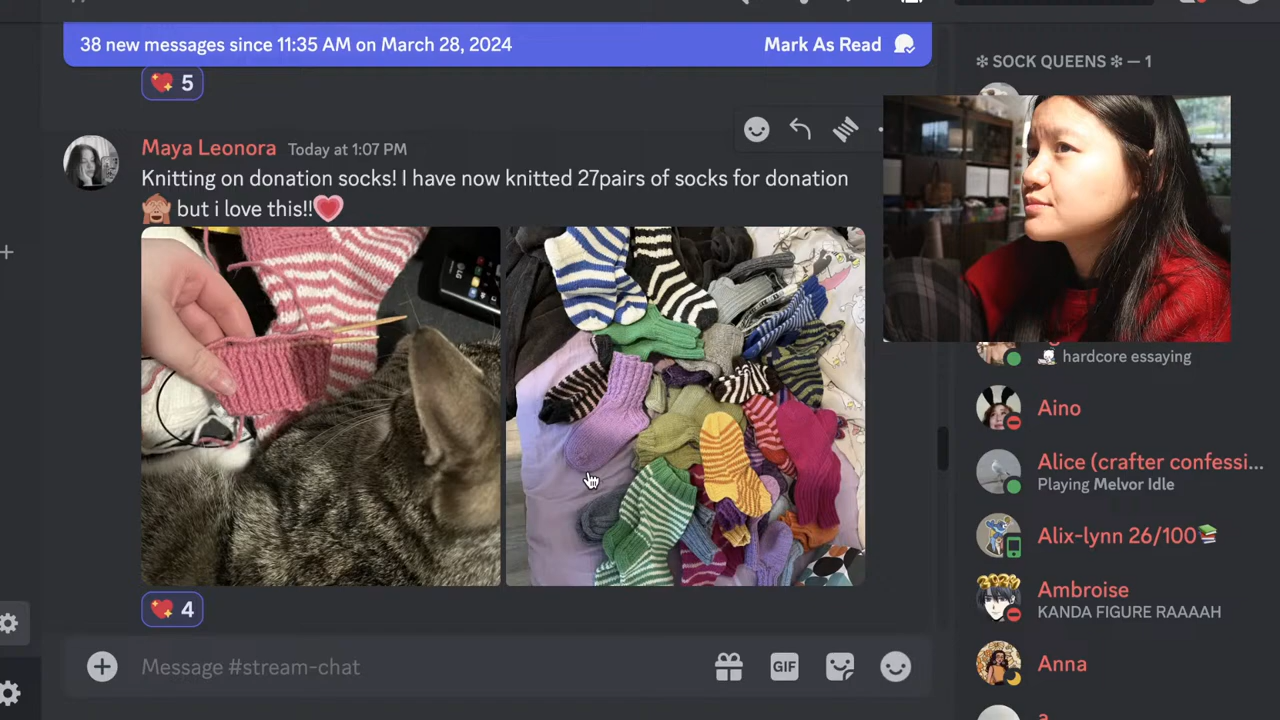 38 new messages since 11:35 AM on March 28, 2024 Mark As Read
5
Maya Leonora Today at 1:07 PM
Knitting on donation socks! I have now knitted 27pairs of socks for donation
🙈 but i love this!!💗
4
Message #stream-chat
GIF
❇ SOCK QUEENS ❇ — 1
hardcore essaying
Aino
Alice (crafter confessi...
Playing Melvor Idle
Alix-lynn 26/100📚
Ambroise
KANDA FIGURE RAAAAH
Anna